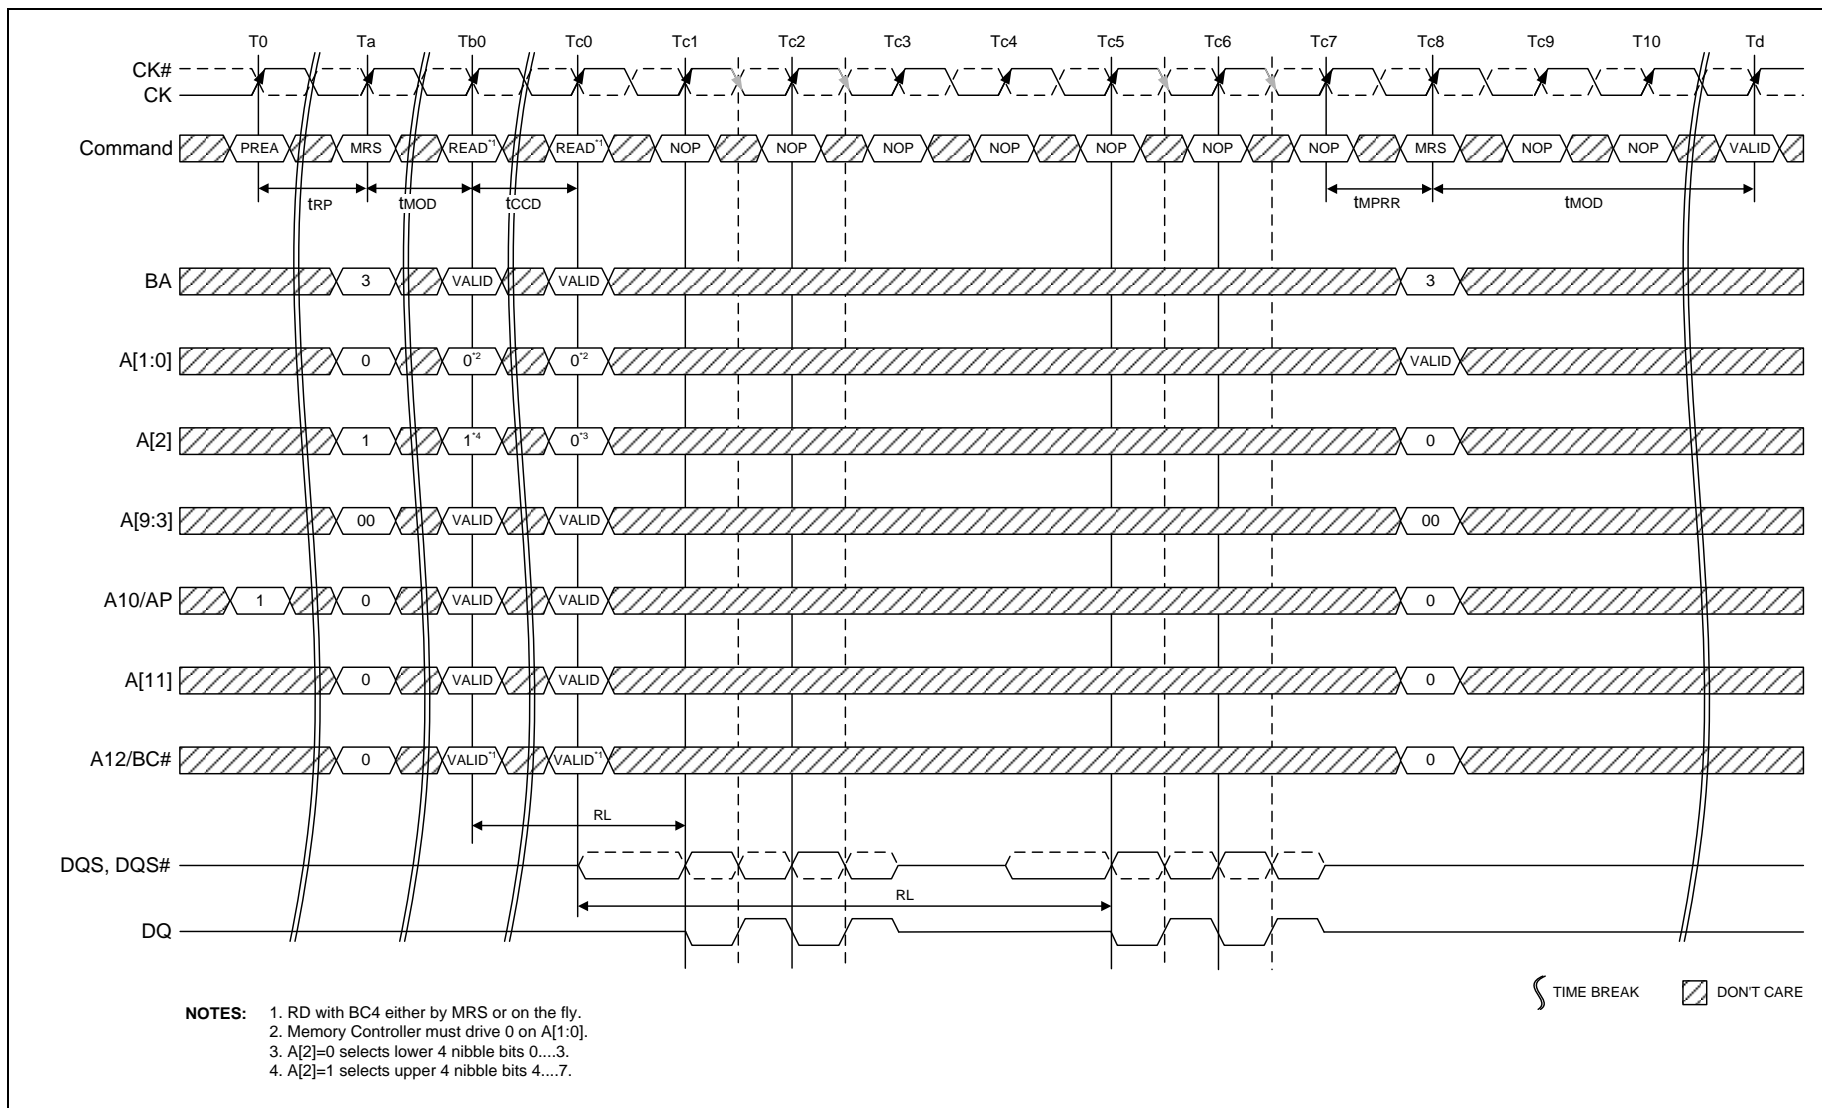 T0 Ta Tb0 Tc0 Tc1 Tc2 Tc3 Tc4 Tc5 Tc6 Tc7 Tc8 Tc9 T10 Td
CK#
CK
Command PREA MRS READ*1 READ*1 NOP NOP NOP NOP NOP NOP NOP MRS NOP NOP VALID
tRP tMOD tCCD tMPRR tMOD
BA 3 VALID VALID 3
A[1:0] 0 0*2 0*2 VALID
A[2] 1 1*4 0*3 0
A[9:3] 00 VALID VALID 00
A10/AP 1 0 VALID VALID 0
A[11] 0 VALID VALID 0
A12/BC# 0 VALID*1 VALID*1 0
RL
DQS, DQS#
RL
DQ
TIME BREAK DON'T CARE
NOTES: 1. RD with BC4 either by MRS or on the fly.
2. Memory Controller must drive 0 on A[1:0].
3. A[2]=0 selects lower 4 nibble bits 0....3.
4. A[2]=1 selects upper 4 nibble bits 4....7.